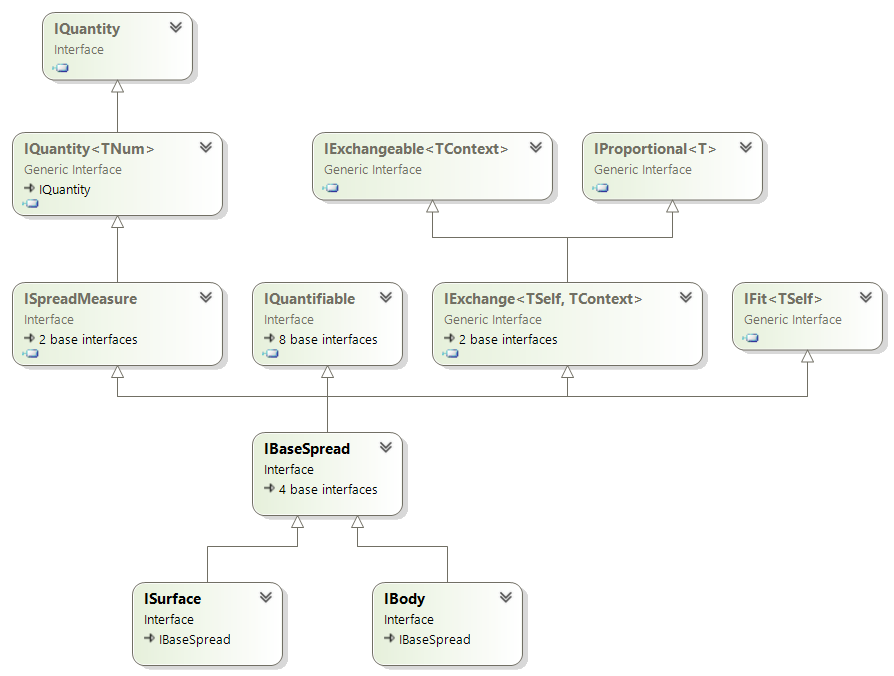 IQuantity
Interface
IQuantity<TNum>
Generic Interface
IQuantity
IExchangeable<TContext>
Generic Interface
IProportional<T>
Generic Interface
ISpreadMeasure
Interface
2 base interfaces
IQuantifiable
Interface
8 base interfaces
IExchange<TSelf, TContext>
Generic Interface
2 base interfaces
IFit<TSelf>
Generic Interface
IBaseSpread
Interface
4 base interfaces
ISurface
Interface
IBaseSpread
IBody
Interface
IBaseSpread